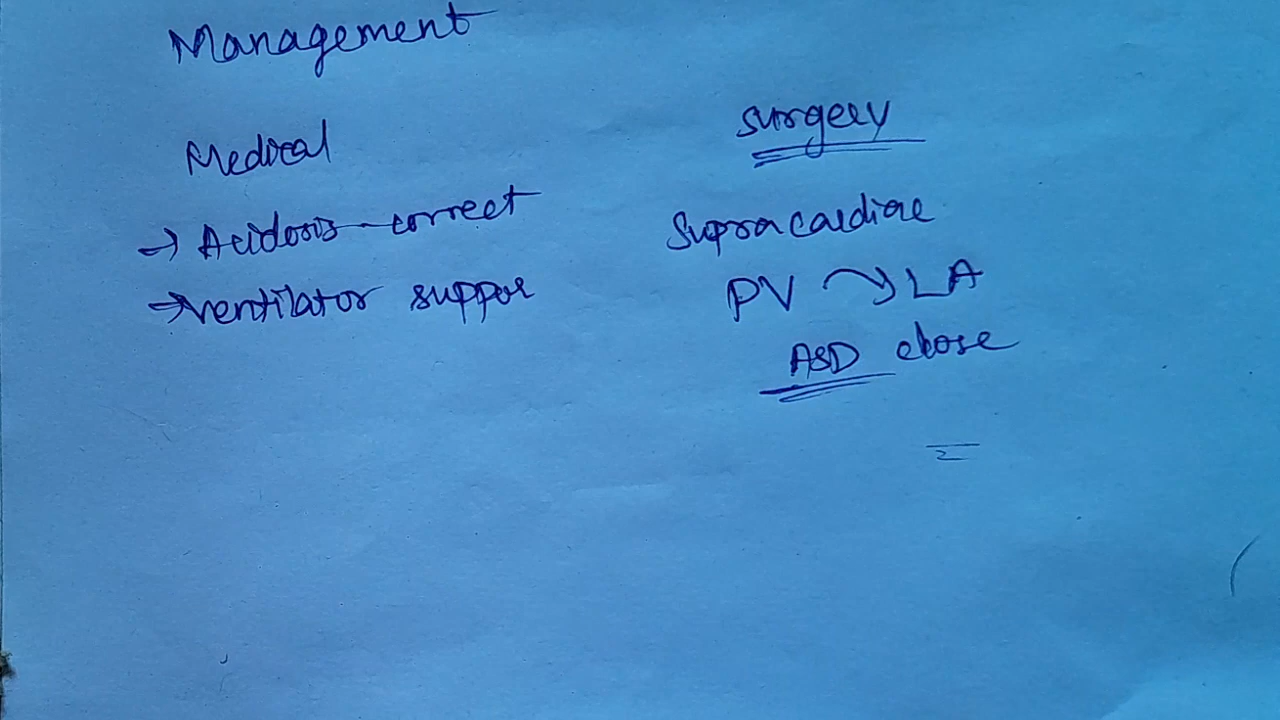 Management
Medical
→ Acidosis - correct
→ ventilator suppor
surgery
Supracardiac
PV → LA
ASD close